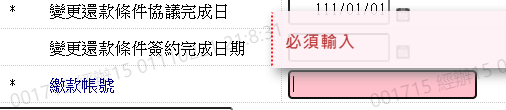 * 變更還款條件協議完成日 111/01/01
變更還款條件簽約完成日期
必須輸入
* 繳款帳號